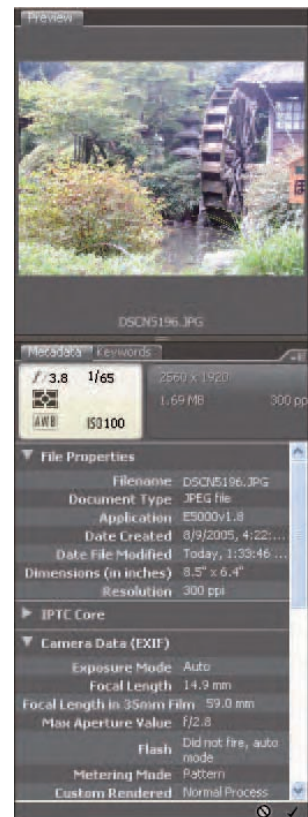 Preview
DSCN5196.JPG
Metadata Keywords
f/3.8 1/65
2560 x 1920
1.69 MB 300 pp
AWB ISO100
File Properties
Filename DSCN5196.JPG
Document Type JPEG file
Application E5000v1.8
Date Created 8/9/2005, 4:22:...
Date File Modified Today, 1:33:46 ...
Dimensions (in inches) 8.5" x 6.4"
Resolution 300 ppi
IPTC Core
Camera Data (EXIF)
Exposure Mode Auto
Focal Length 14.9 mm
Focal Length in 35mm Film 59.0 mm
Max Aperture Value f/2.8
Flash Did not fire, auto
mode
Metering Mode Pattern
Custom Rendered Normal Process